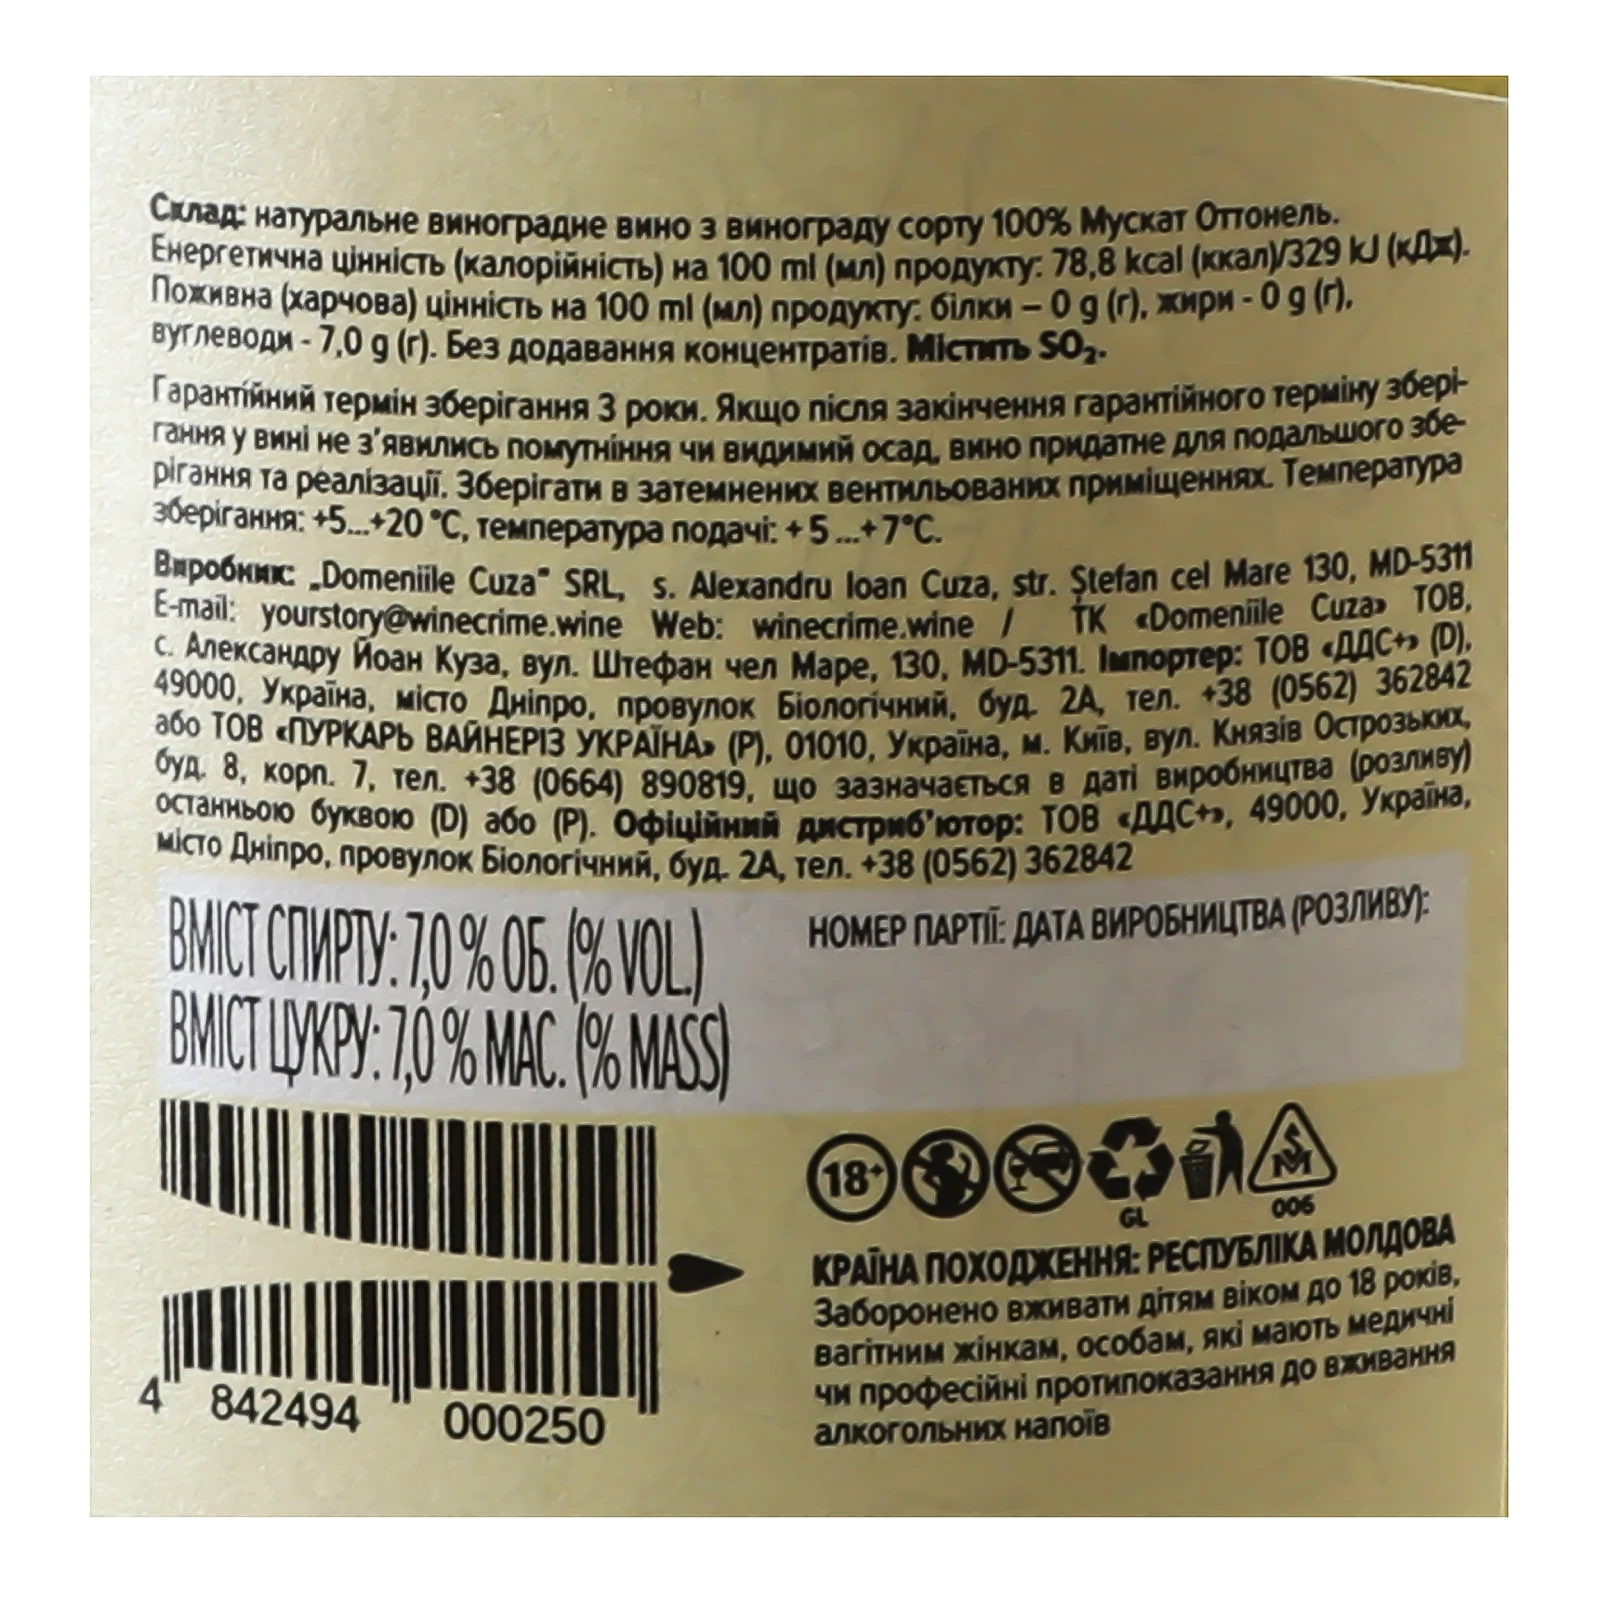 Склад: натуральне виноградне вино з винограду сорту 100% Мускат Оттонель.
Енергетична цінність (калорійність) на 100 ml (мл) продукту: 78,8 kcal (ккал)/329 kJ (кДж).
Поживна (харчова) цінність на 100 ml (мл) продукту: білки – 0 g (г), жири - 0 g (г),
вуглеводи - 7,0 g (г). Без додавання концентратів. Містить SO₂.
Гарантійний термін зберігання 3 роки. Якщо після закінчення гарантійного терміну збері-
гання у вині не з'явились помутніння чи видимий осад, вино придатне для подальшого збе-
рігання та реалізації. Зберігати в затемнених вентильованих приміщеннях. Температура
зберігання: +5...+20 °C, температура подачі: + 5 ...+ 7°C.
Виробник: „Domeniile Cuza" SRL, s. Alexandru Ioan Cuza, str. Ștefan cel Mare 130, MD-5311
E-mail: yourstory@winecrime.wine Web: winecrime.wine / ТК «Domeniile Cuza» ТОВ,
с. Александру Йоан Куза, вул. Штефан чел Маре, 130, MD-5311. Імпортер: ТОВ «ДДС+» (D),
49000, Україна, місто Дніпро, провулок Біологічний, буд. 2А, тел. +38 (0562) 362842
або ТОВ «ПУРКАРЬ ВАЙНЕРІЗ УКРАЇНА» (Р), 01010, Україна, м. Київ, вул. Князів Острозьких,
буд. 8, корп. 7, тел. +38 (0664) 890819, що зазначається в даті виробництва (розливу)
останньою буквою (D) або (P). Офіційний дистриб'ютор: ТОВ «ДДС+», 49000, Україна,
місто Дніпро, провулок Біологічний, буд. 2А, тел. +38 (0562) 362842
ВМІСТ СПИРТУ: 7,0 % ОБ. (% VOL.)
ВМІСТ ЦУКРУ: 7,0 % МАС. (% MASS)
НОМЕР ПАРТІЇ: ДАТА ВИРОБНИЦТВА (РОЗЛИВУ):
18+
GL
SM
006
КРАЇНА ПОХОДЖЕННЯ: РЕСПУБЛІКА МОЛДОВА
Заборонено вживати дітям віком до 18 років,
вагітним жінкам, особам, які мають медичні
чи професійні протипоказання до вживання
алкогольних напоїв
4 842494 000250